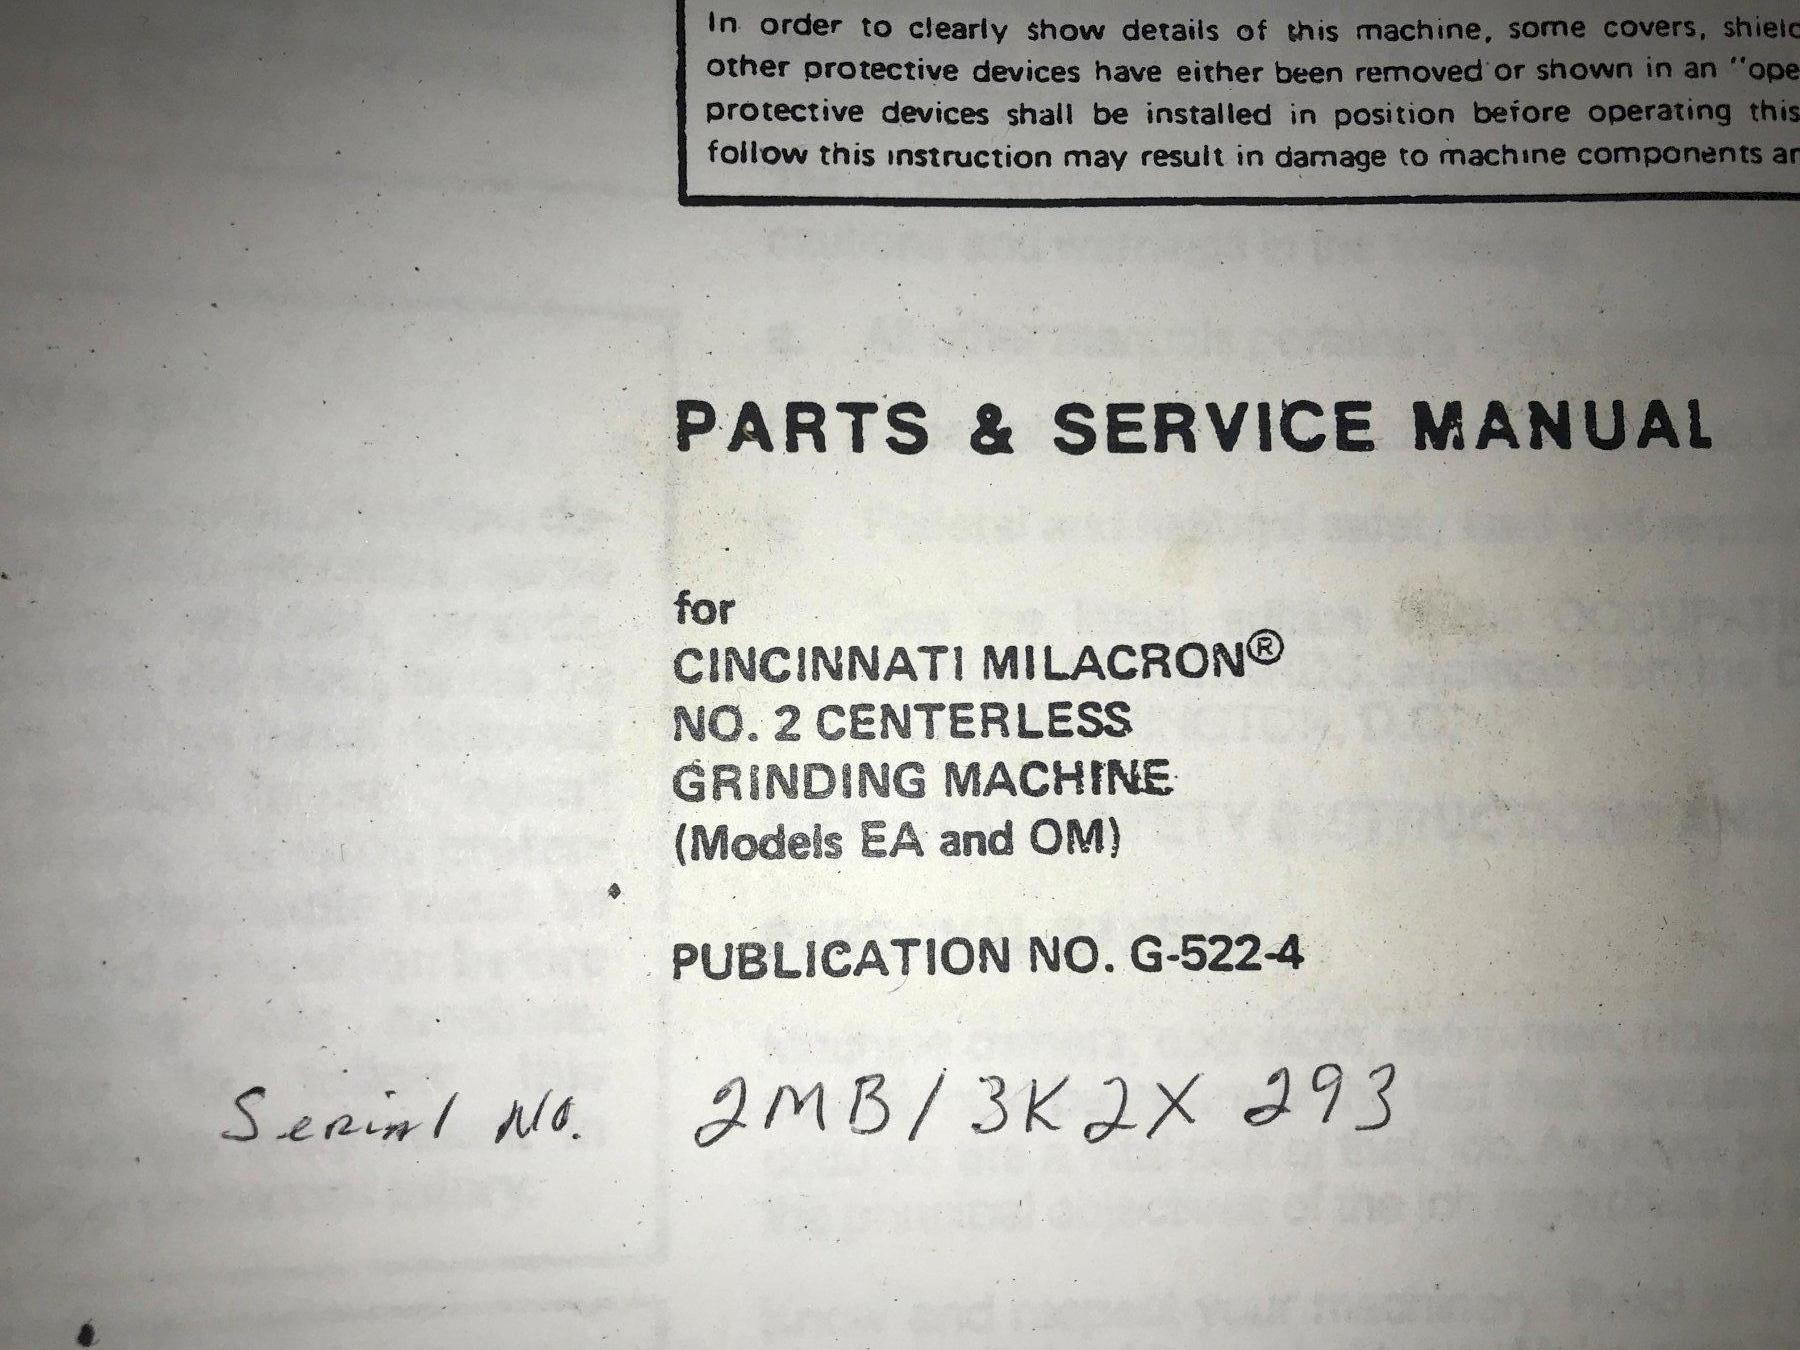 In order to clearly show details of this machine, some covers, shield
other protective devices have either been removed or shown in an "ope
protective devices shall be installed in position before operating this
follow this instruction may result in damage to machine components an
PARTS & SERVICE MANUAL
for
CINCINNATI MILACRON®
NO. 2 CENTERLESS
GRINDING MACHINE
(Models EA and OM)
PUBLICATION NO. G-522-4
Serial No. 2MB/3K2X 293